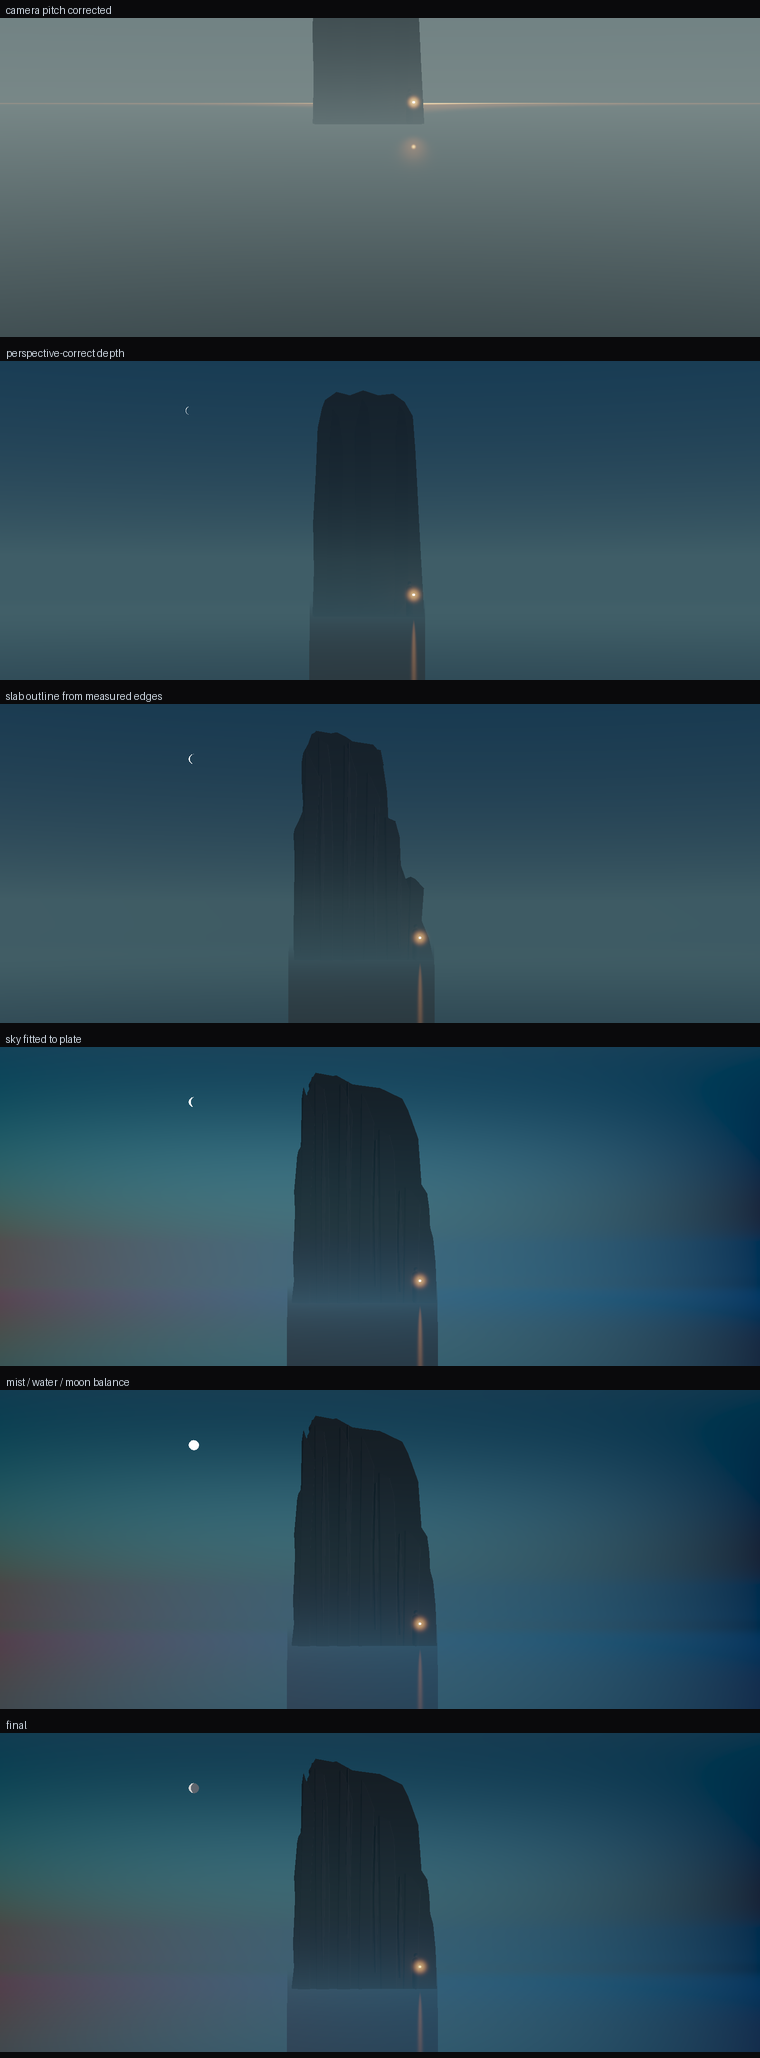 camera pitch corrected
perspective-correct depth
slab outline from measured edges
sky fitted to plate
mist / water / moon balance
final